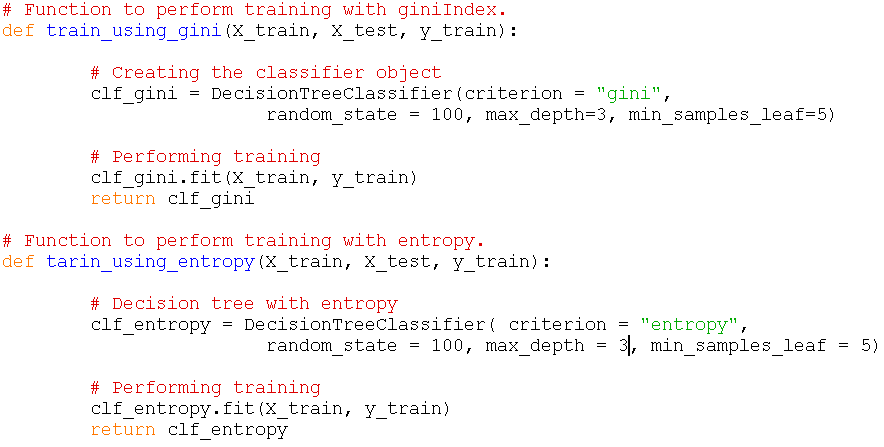 # Function to perform training with giniIndex.
def train_using_gini(X_train, X_test, y_train):
# Creating the classifier object
clf_gini = DecisionTreeClassifier(criterion = "gini",
random_state = 100, max_depth=3, min_samples_leaf=5)
# Performing training
clf_gini.fit(X_train, y_train)
return clf_gini
# Function to perform training with entropy.
def tarin_using_entropy(X_train, X_test, y_train):
# Decision tree with entropy
clf_entropy = DecisionTreeClassifier( criterion = "entropy",
random_state = 100, max_depth = 3, min_samples_leaf = 5)
# Performing training
clf_entropy.fit(X_train, y_train)
return clf_entropy